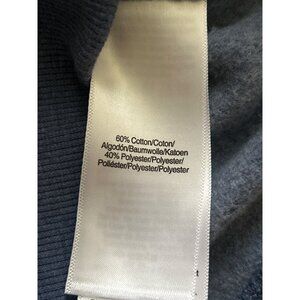 60% Cotton/Coton/
Algodón/Baumwolle/Katoen
40% Polyester/Polyester/
Poliéster/Polyester/Polyester